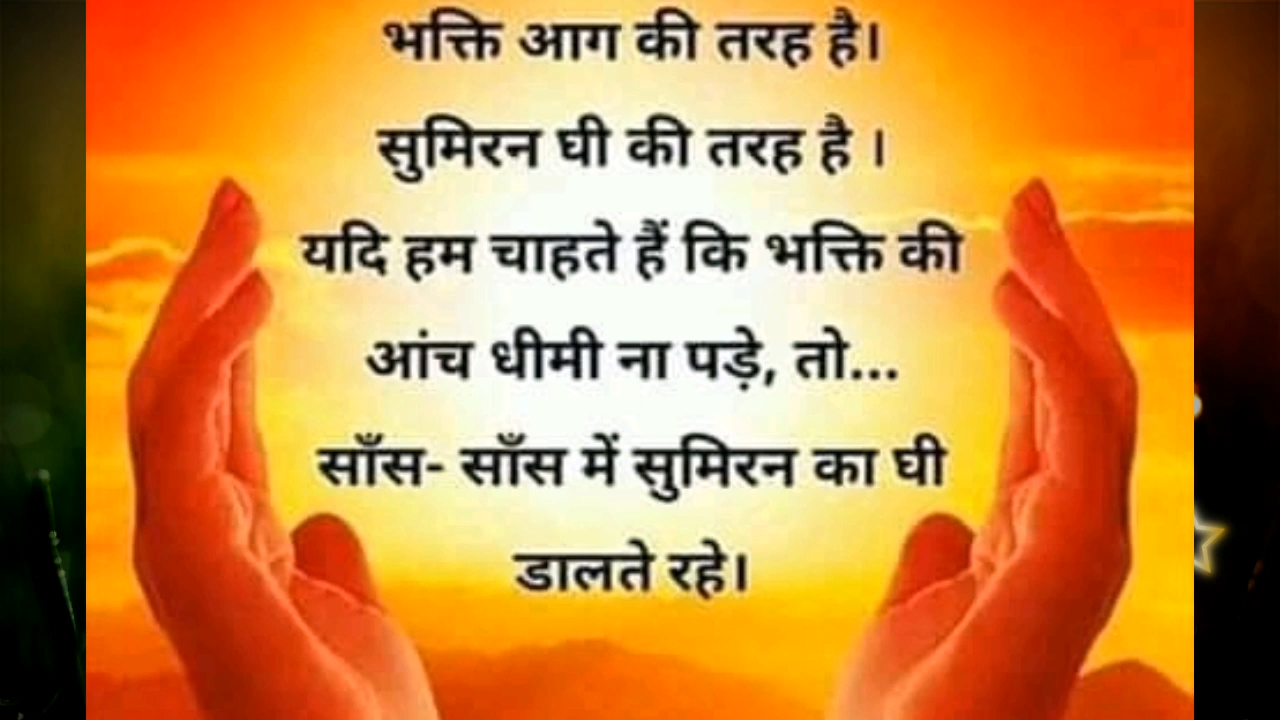 भक्ति आग की तरह है।
सुमिरन घी की तरह है ।
यदि हम चाहते हैं कि भक्ति की
आंच धीमी ना पड़े, तो...
साँस- साँस में सुमिरन का घी
डालते रहे।